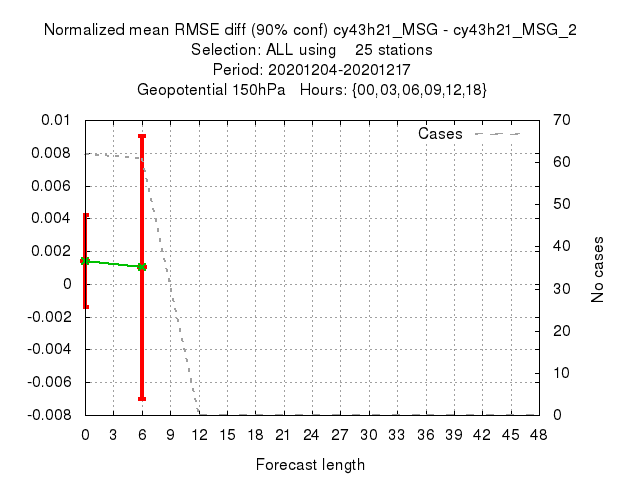 Normalized mean RMSE diff (90% conf) cy43h21_MSG - cy43h21_MSG_2
Selection: ALL using    25 stations
Period: 20201204-20201217
Geopotential 150hPa   Hours: {00,03,06,09,12,18}
Cases
0.01
0.008
0.006
0.004
0.002
0
-0.002
-0.004
-0.006
-0.008
70
60
50
40
30
20
10
0
No cases
0 3 6 9 12 15 18 21 24 27 30 33 36 39 42 45 48
Forecast length